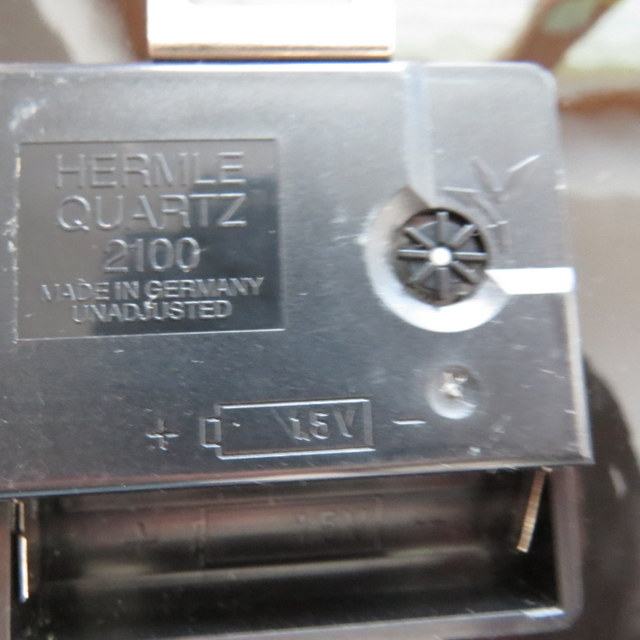 HERMLE
QUARTZ
2100
MADE IN GERMANY
UNADJUSTED
+ 1.5V -